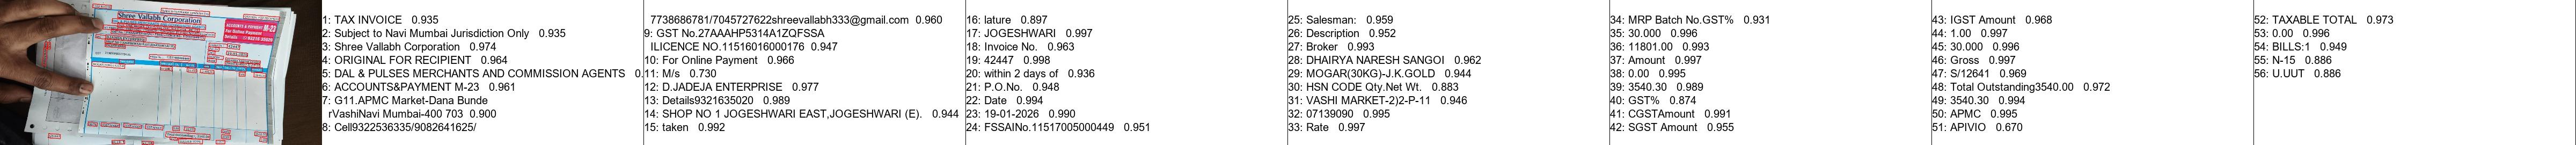 Shree Vallabh Corporation
1: TAX INVOICE 0.935
2: Subject to Navi Mumbai Jurisdiction Only 0.935
3: Shree Vallabh Corporation 0.974
4: ORIGINAL FOR RECIPIENT 0.964
5: DAL & PULSES MERCHANTS AND COMMISSION AGENTS 0.
6: ACCOUNTS&PAYMENT M-23 0.961
7: G11.APMC Market-Dana Bunde
rVashiNavi Mumbai-400 703 0.900
8: Cell9322536335/9082641625/
7738686781/7045727622shreevallabh333@gmail.com 0.960
9: GST No.27AAAHP5314A1ZQFSSA
ILICENCE NO.11516016000176 0.947
10: For Online Payment 0.966
11: M/s 0.730
12: D.JADEJA ENTERPRISE 0.977
13: Details9321635020 0.989
14: SHOP NO 1 JOGESHWARI EAST,JOGESHWARI (E). 0.944
15: taken 0.992
16: lature 0.897
17: JOGESHWARI 0.997
18: Invoice No. 0.963
19: 42447 0.998
20: within 2 days of 0.936
21: P.O.No. 0.948
22: Date 0.994
23: 19-01-2026 0.990
24: FSSAINo.11517005000449 0.951
25: Salesman: 0.959
26: Description 0.952
27: Broker 0.993
28: DHAIRYA NARESH SANGOI 0.962
29: MOGAR(30KG)-J.K.GOLD 0.944
30: HSN CODE Qty.Net Wt. 0.883
31: VASHI MARKET-2)2-P-11 0.946
32: 07139090 0.995
33: Rate 0.997
34: MRP Batch No.GST% 0.931
35: 30.000 0.996
36: 11801.00 0.993
37: Amount 0.997
38: 0.00 0.995
39: 3540.30 0.989
40: GST% 0.874
41: CGSTAmount 0.991
42: SGST Amount 0.955
43: IGST Amount 0.968
44: 1.00 0.997
45: 30.000 0.996
46: Gross 0.997
47: S/12641 0.969
48: Total Outstanding3540.00 0.972
49: 3540.30 0.994
50: APMC 0.995
51: APIVIO 0.670
52: TAXABLE TOTAL 0.973
53: 0.00 0.996
54: BILLS:1 0.949
55: N-15 0.886
56: U.UUT 0.886